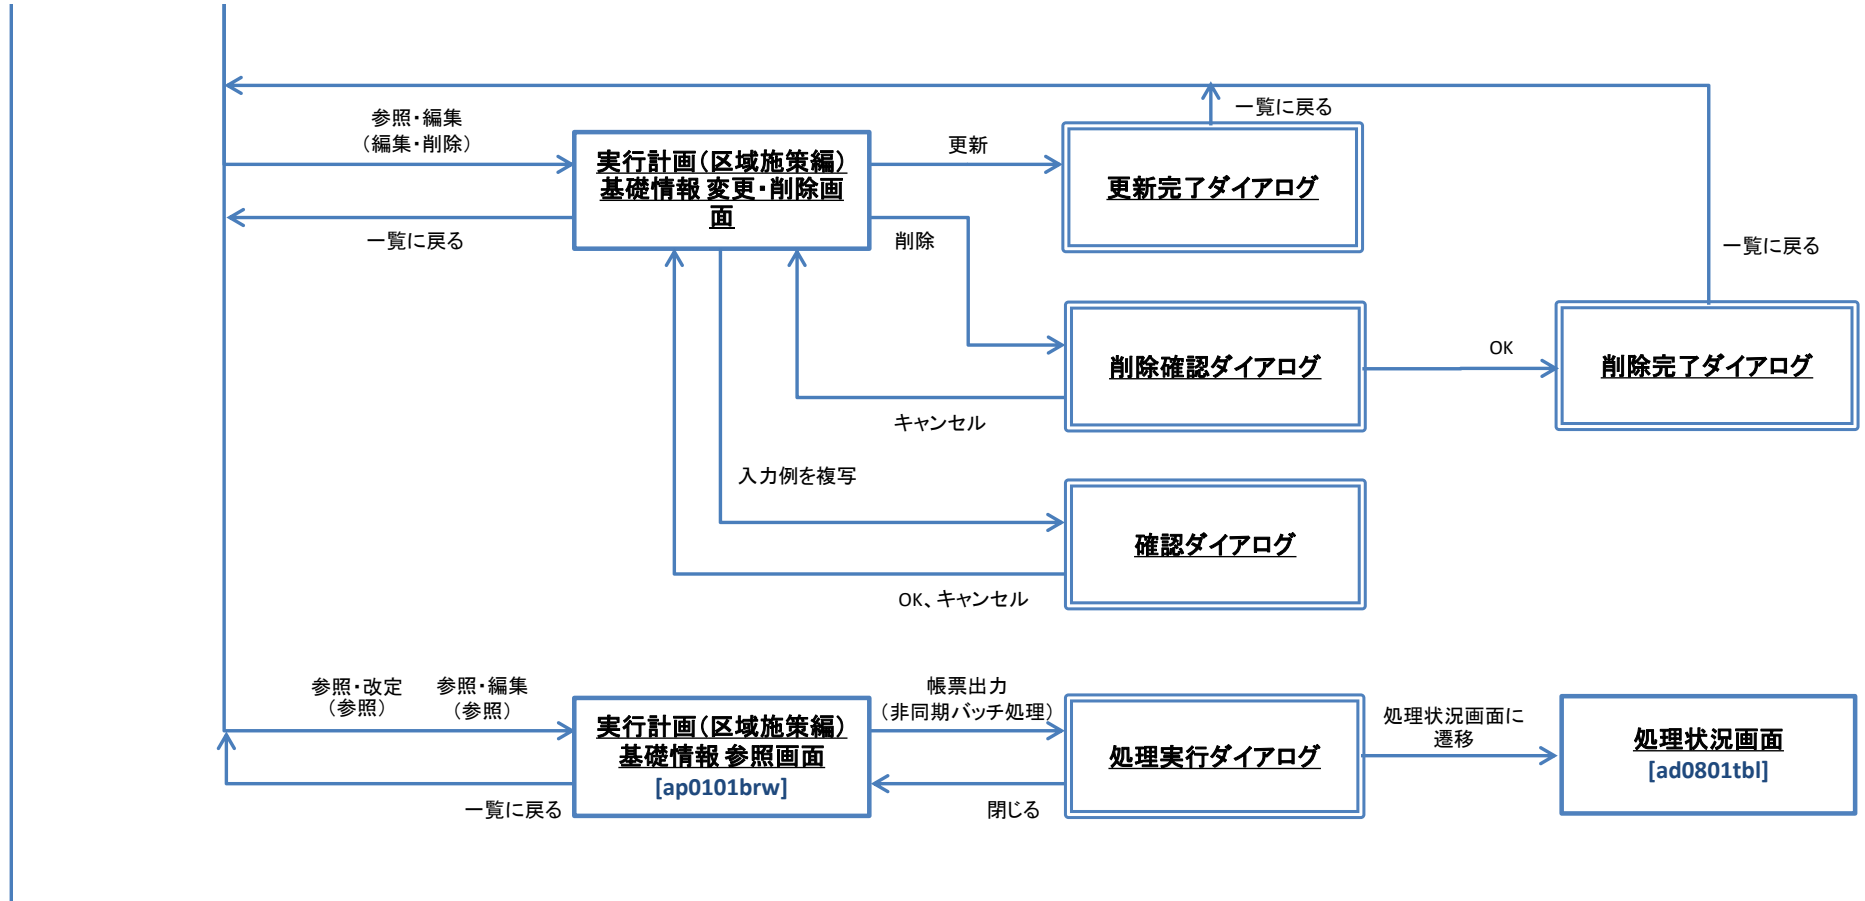 一覧に戻る
参照・編集
（編集・削除）
更新
実行計画（区域施策編）
基礎情報 変更・削除画
面
更新完了ダイアログ
一覧に戻る
削除
一覧に戻る
OK
削除確認ダイアログ
削除完了ダイアログ
キャンセル
入力例を複写
確認ダイアログ
OK、キャンセル
参照・改定
（参照）
参照・編集
（参照）
帳票出力
（非同期バッチ処理）
実行計画（区域施策編）
基礎情報 参照画面
[ap0101brw]
処理実行ダイアログ
処理状況画面に
遷移
処理状況画面
[ad0801tbl]
一覧に戻る
閉じる